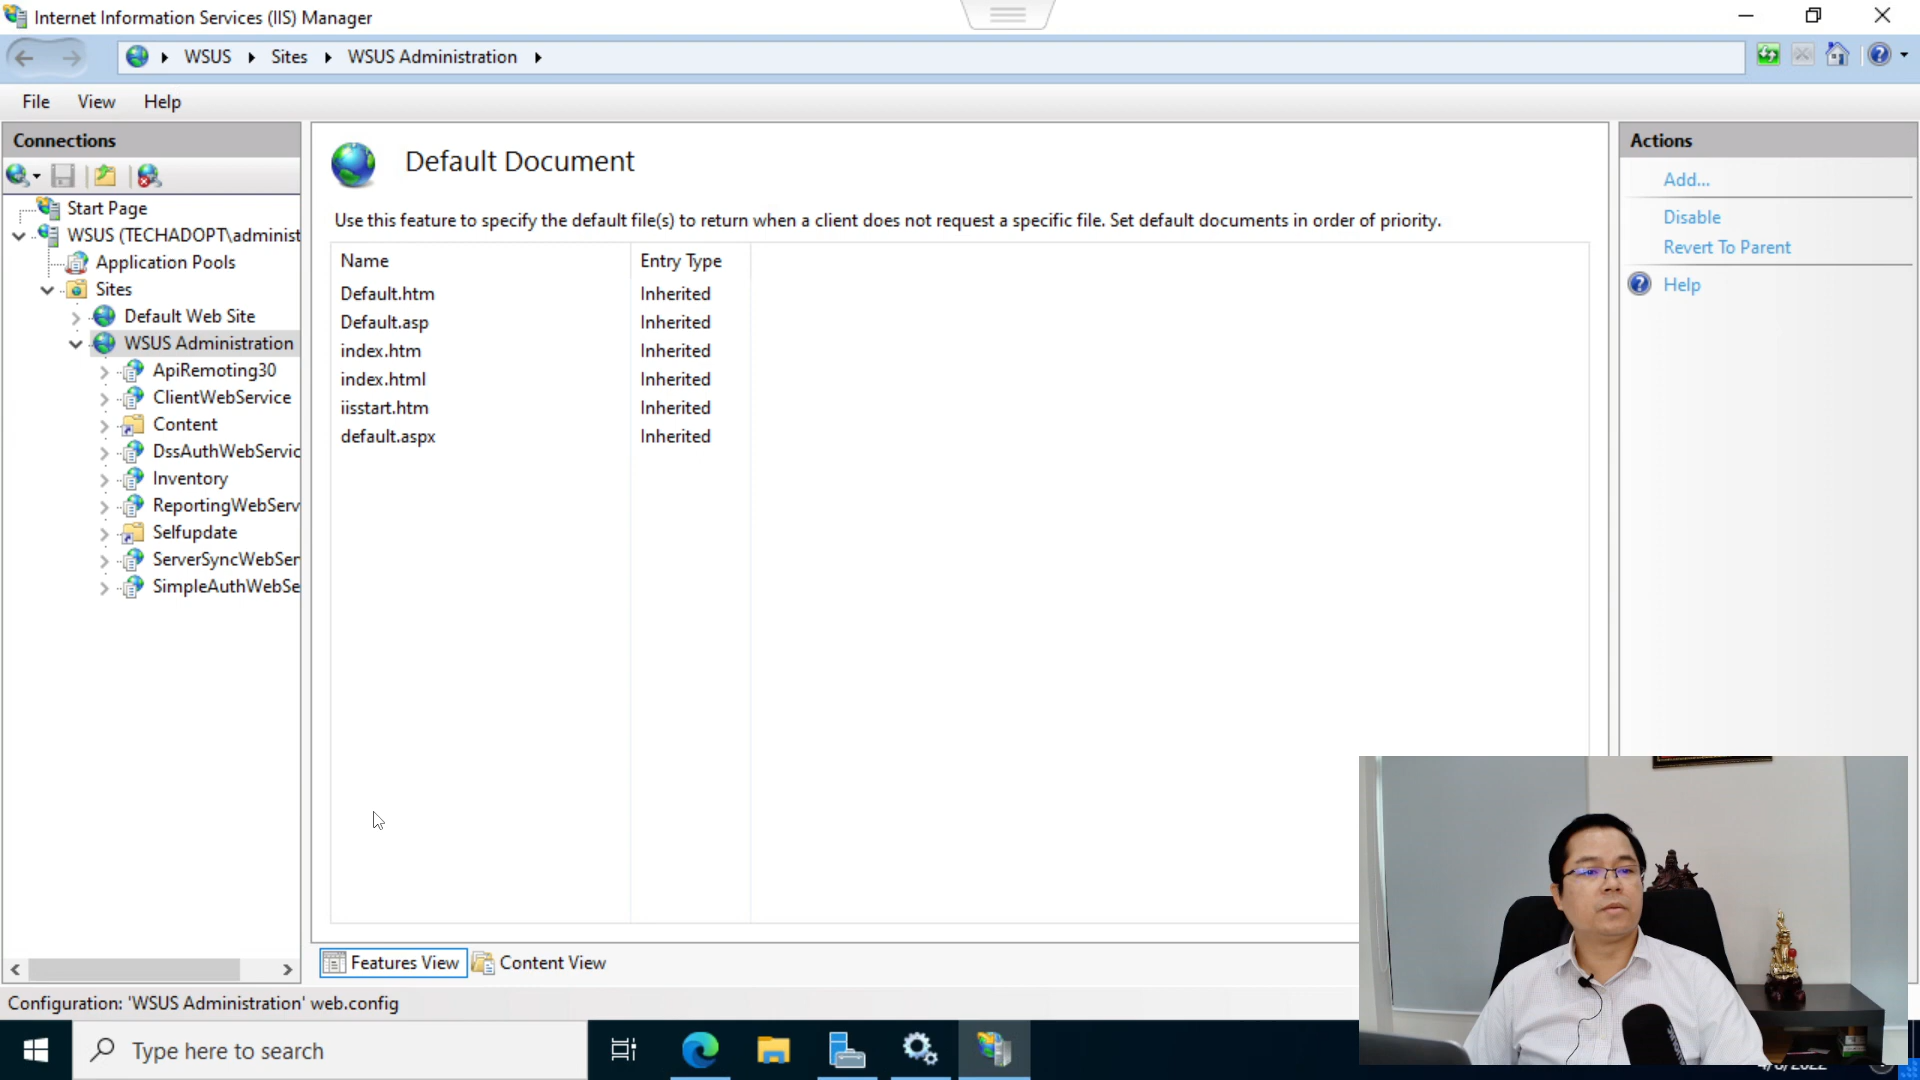 Internet Information Services (IIS) Manager
WSUS Sites WSUS Administration
File View Help
Connections
Start Page
WSUS (TECHADOPT\administ
Application Pools
Sites
Default Web Site
WSUS Administration
ApiRemoting30
ClientWebService
Content
DssAuthWebServic
Inventory
ReportingWebServ
Selfupdate
ServerSyncWebSer
SimpleAuthWebSe
Default Document
Use this feature to specify the default file(s) to return when a client does not request a specific file. Set default documents in order of priority.
Name Entry Type
Default.htm Inherited
Default.asp Inherited
index.htm Inherited
index.html Inherited
iisstart.htm Inherited
default.aspx Inherited
Features View Content View
Actions
Add...
Disable
Revert To Parent
Help
Configuration: 'WSUS Administration' web.config
Type here to search